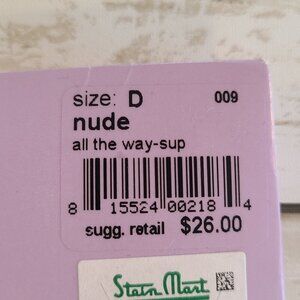 size: D 009
nude
all the way-sup
8 15524 00218 4
sugg. retail $26.00
Stein Mart